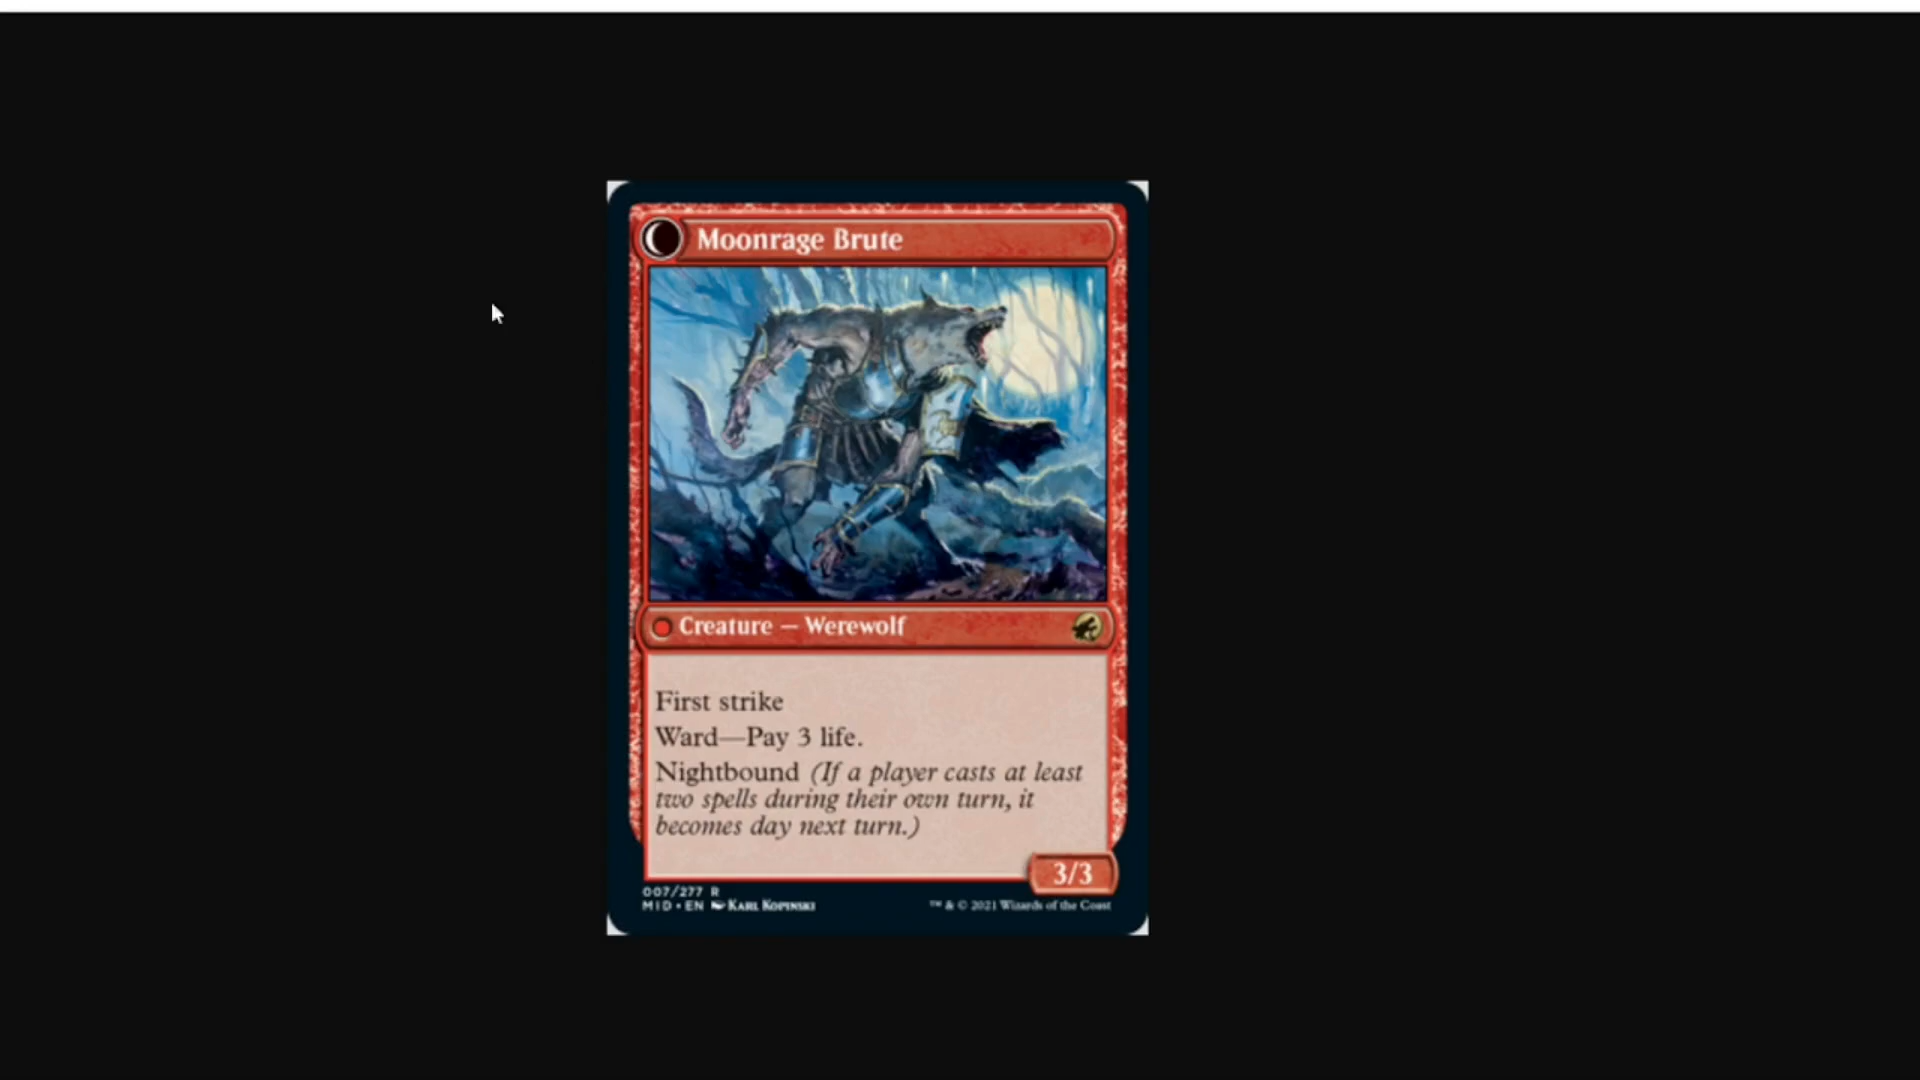 Moonrage Brute
Creature — Werewolf
First strike
Ward—Pay 3 life.
Nightbound (If a player casts at least
two spells during their own turn, it
becomes day next turn.)
3/3
007/277 R
MID • EN Karl Kopinski
™ & © 2021 Wizards of the Coast